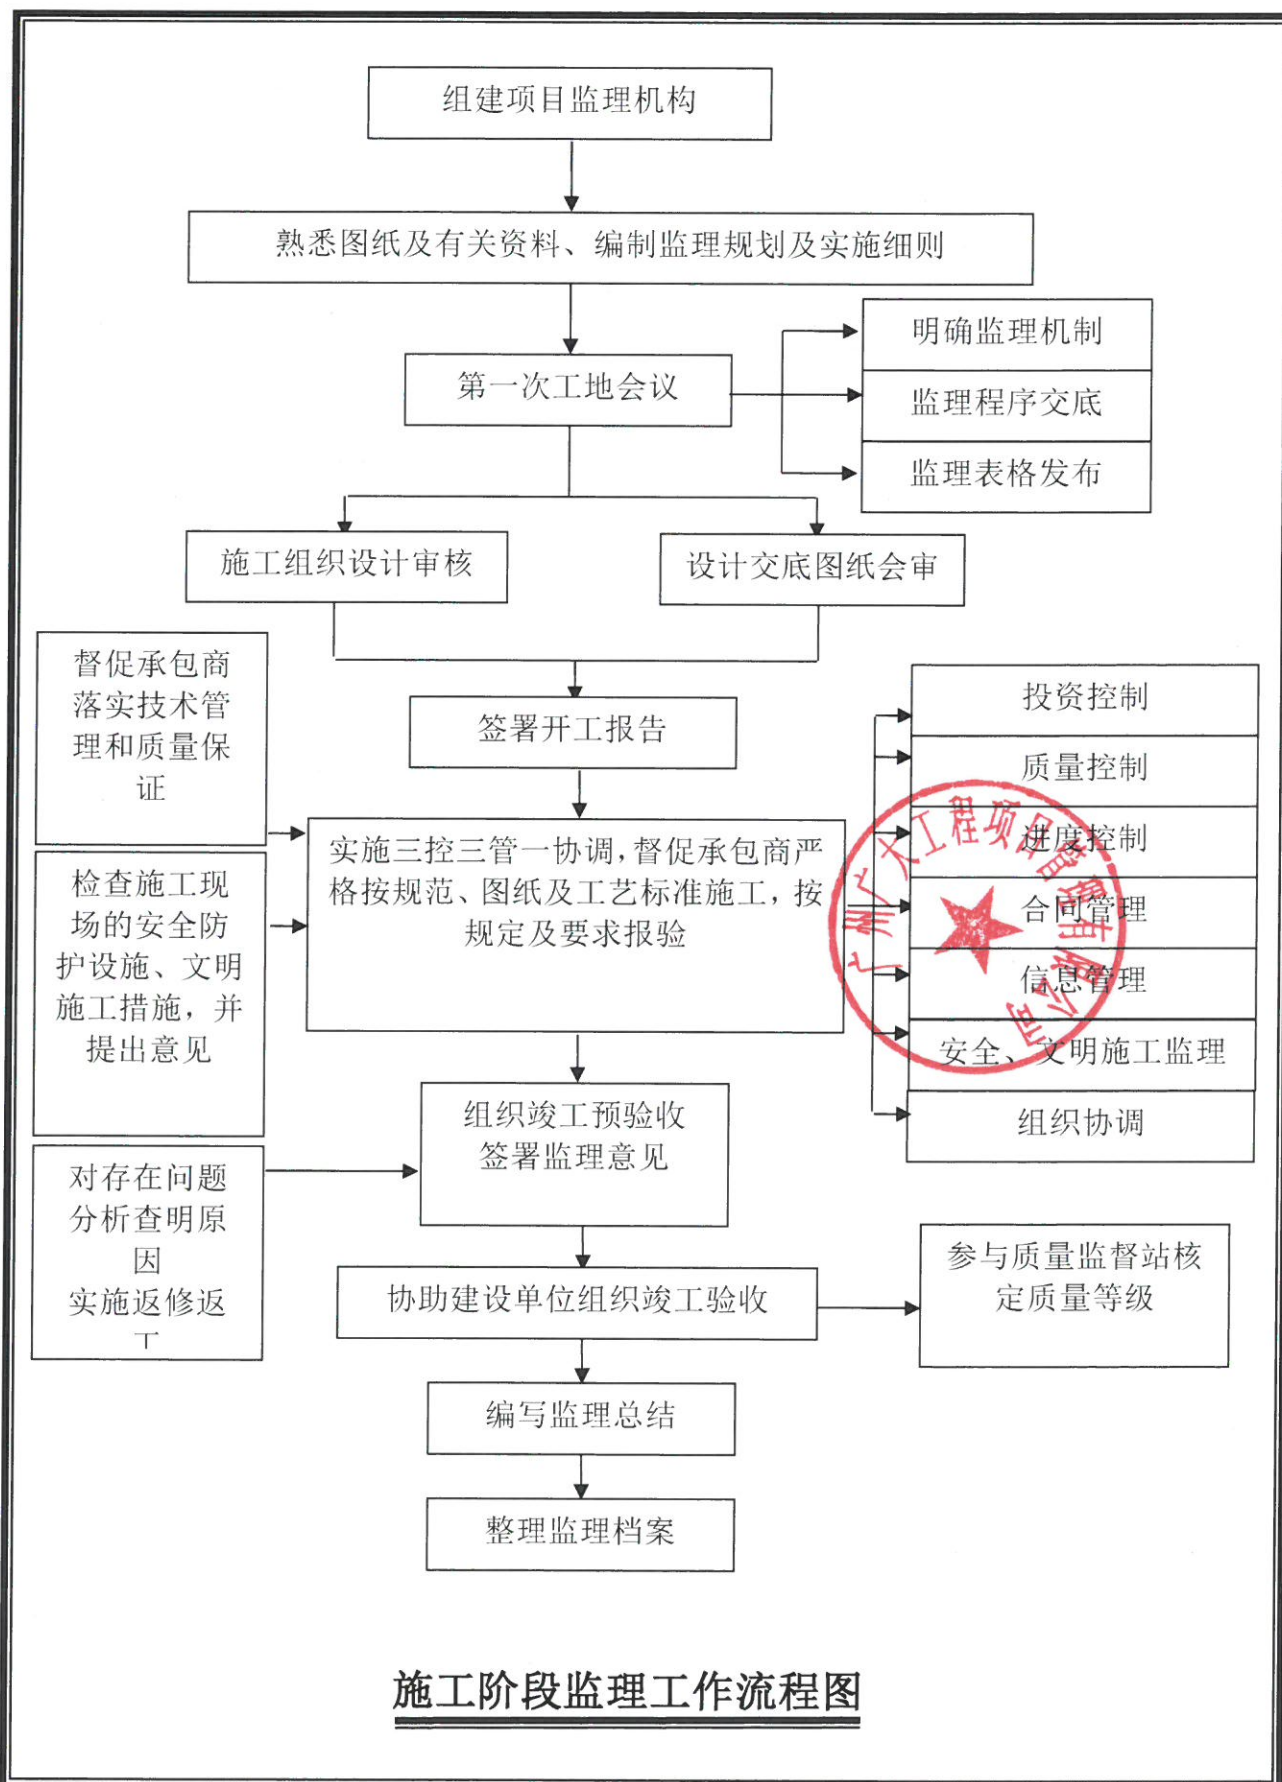 组建项目监理机构
熟悉图纸及有关资料、编制监理规划及实施细则
第一次工地会议
明确监理机制
监理程序交底
监理表格发布
施工组织设计审核
设计交底图纸会审
督促承包商
落实技术管
理和质量保
证
签署开工报告
投资控制
质量控制
进度控制
合同管理
信息管理
安全、文明施工监理
组织协调
实施三控三管一协调,督促承包商严
格按规范、图纸及工艺标准施工，按
规定及要求报验
检查施工现
场的安全防
护设施、文明
施工措施，并
提出意见
组织竣工预验收
签署监理意见
对存在问题
分析查明原
因
实施返修返
协助建设单位组织竣工验收
参与质量监督站核
定质量等级
编写监理总结
整理监理档案
广州广大工程项目管理有限公司
施工阶段监理工作流程图